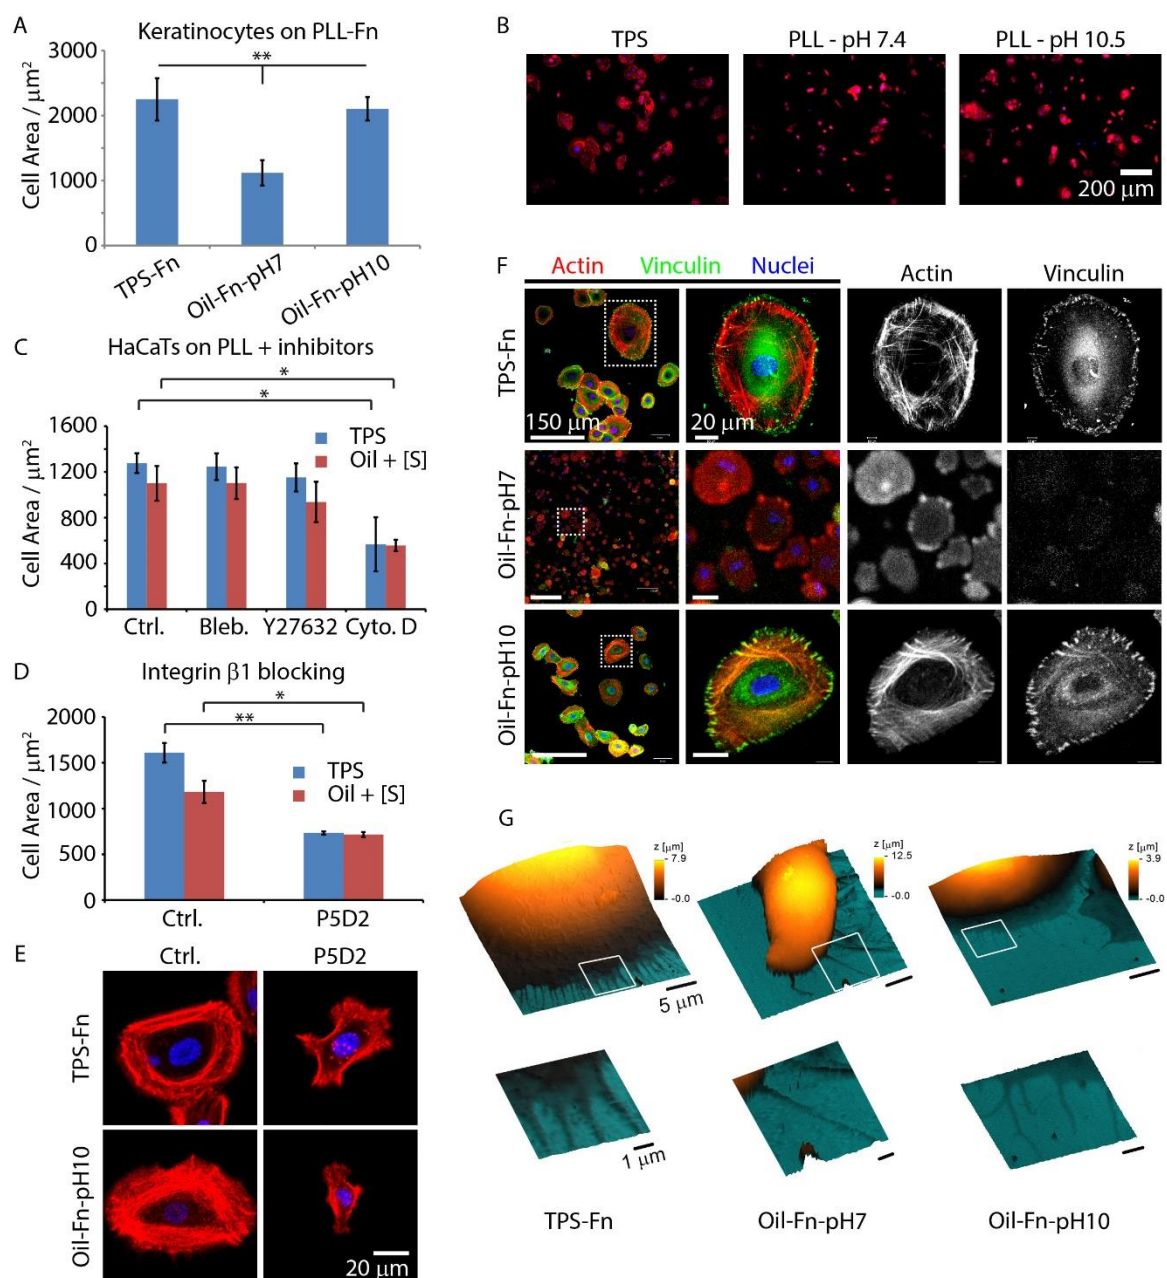 A
Keratinocytes on PLL-Fn
3000
2000
1000
0
Cell Area / μm²
**
TPS-Fn
Oil-Fn-pH7
Oil-Fn-pH10
B
TPS
PLL - pH 7.4
PLL - pH 10.5
200 μm
C
HaCaTs on PLL + inhibitors
*
*
1600
1200
800
400
0
Cell Area / μm²
TPS
Oil + [S]
Ctrl.
Bleb.
Y27632
Cyto. D
D
Integrin β1 blocking
*
**
2000
1500
1000
500
0
Cell Area / μm²
TPS
Oil + [S]
Ctrl.
P5D2
E
Ctrl.
P5D2
TPS-Fn
Oil-Fn-pH10
20 μm
F
Actin
Vinculin
Nuclei
Actin
Vinculin
TPS-Fn
150 μm
20 μm
Oil-Fn-pH7
Oil-Fn-pH10
G
z [μm]
7.9
-0.0
5 μm
z [μm]
12.5
-0.0
z [μm]
3.9
-0.0
1 μm
TPS-Fn
Oil-Fn-pH7
Oil-Fn-pH10